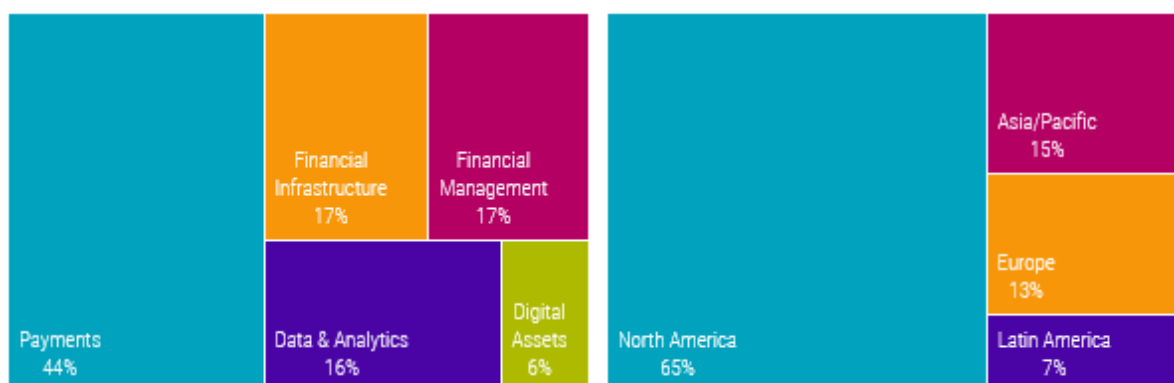 Payments
44%
Financial
Infrastructure
17%
Financial
Management
17%
Data & Analytics
16%
Digital
Assets
6%
North America
65%
Asia/Pacific
15%
Europe
13%
Latin America
7%